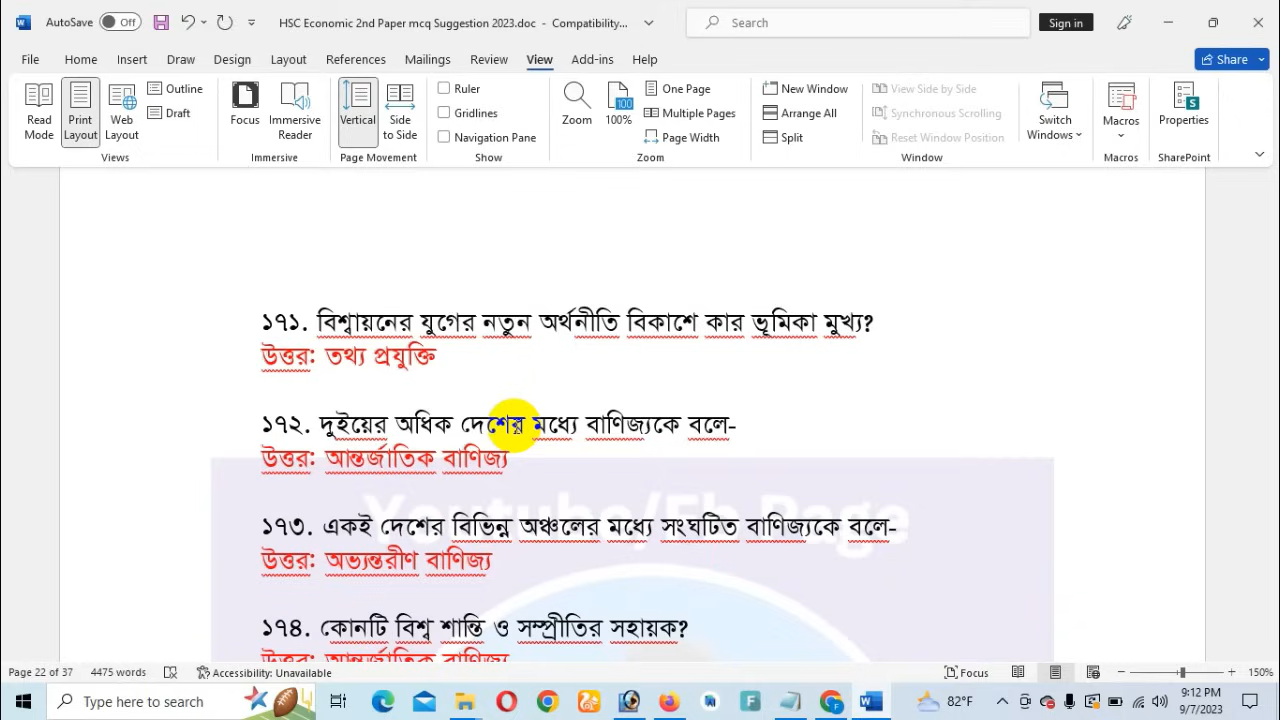 AutoSave Off HSC Economic 2nd Paper mcq Suggestion 2023.doc - Compatibility... Search Sign in
File Home Insert Draw Design Layout References Mailings Review View Add-ins Help Share
Read Mode Print Layout Web Layout Outline Draft Focus Immersive Reader Vertical Side to Side Ruler Gridlines Navigation Pane Zoom 100% One Page Multiple Pages Page Width New Window Arrange All Split View Side by Side Synchronous Scrolling Reset Window Position Switch Windows Macros Properties
Views Immersive Page Movement Show Zoom Window Macros SharePoint
১৭১. বিশ্বায়নের যুগের নতুন অর্থনীতি বিকাশে কার ভূমিকা মুখ্য?
উত্তর: তথ্য প্রযুক্তি
১৭২. দুইয়ের অধিক দেশের মধ্যে বাণিজ্যকে বলে-
উত্তর: আন্তর্জাতিক বাণিজ্য
Youtube/Fb Page
১৭৩. একই দেশের বিভিন্ন অঞ্চলের মধ্যে সংঘটিত বাণিজ্যকে বলে-
উত্তর: অভ্যন্তরীণ বাণিজ্য
১৭৪. কোনটি বিশ্ব শান্তি ও সম্প্রীতির সহায়ক?
উত্তর: আন্তর্জাতিক বাণিজ্য
Page 22 of 37 4475 words Accessibility: Unavailable Focus 150%
Type here to search 82°F 9:12 PM
9/7/2023